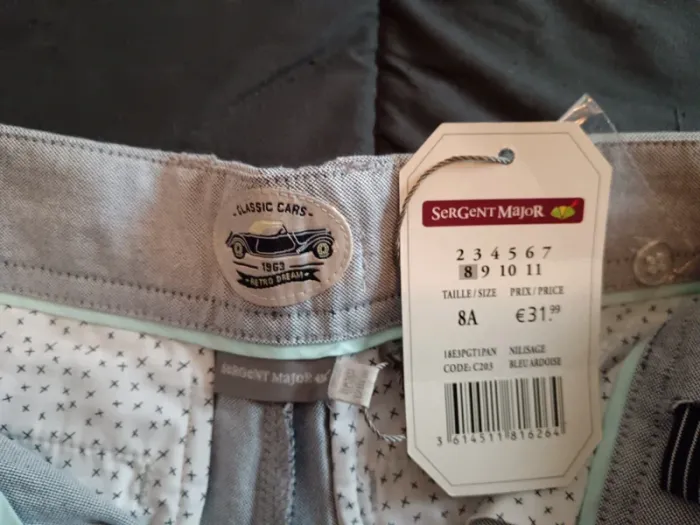 CLASSIC CARS
1963
RETRO DREAM
SERGENT MAJOR
SERGENT MAJOR
2 3 4 5 6 7
8 9 10 11
TAILLE / SIZE PRIX / PRICE
8A €31.99
18E3PGT1PAN NILISAGE
CODE: C203 BLEU ARDOISE
3 614511 816264